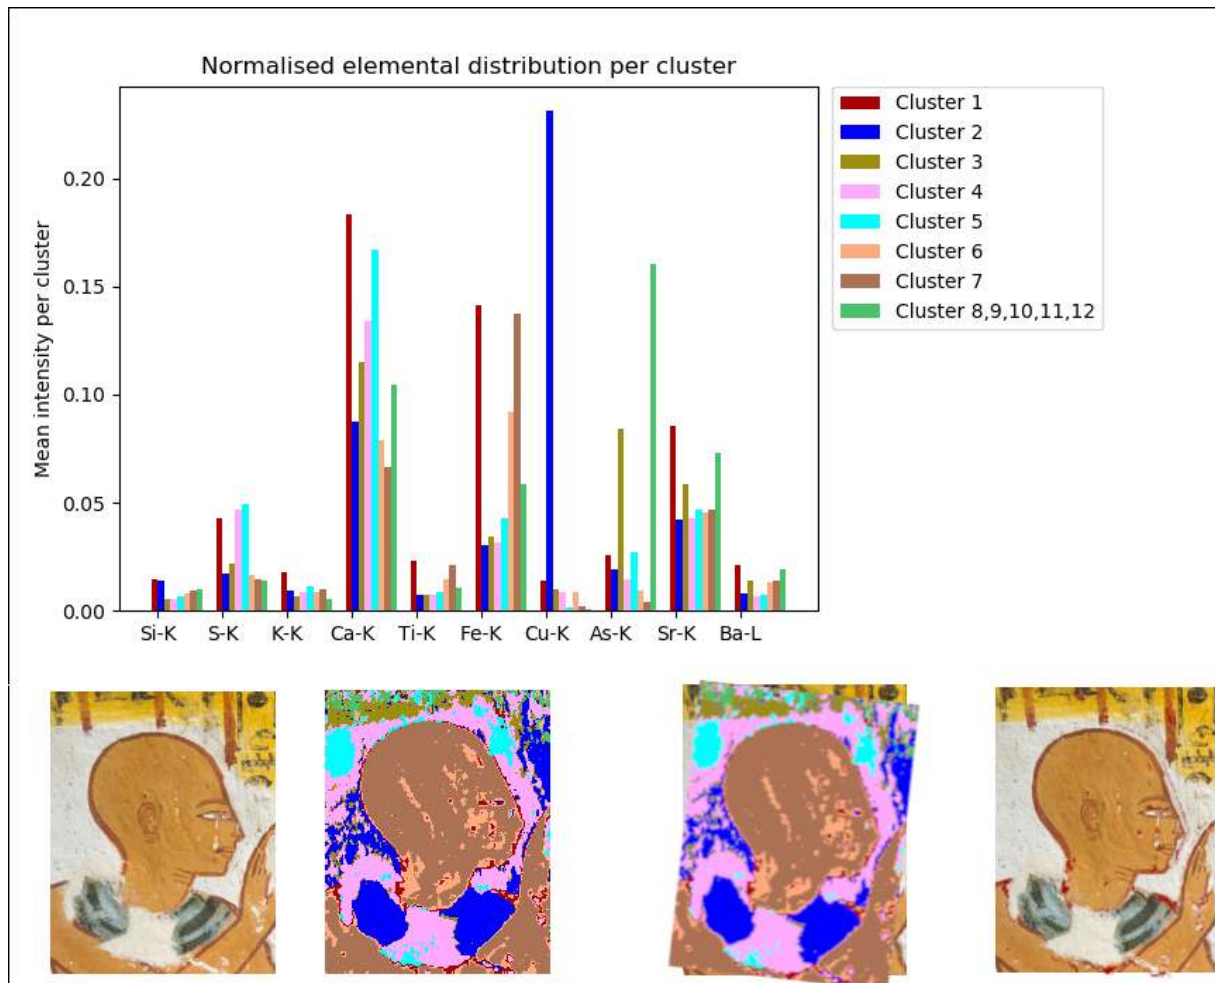 Normalised elemental distribution per cluster
Mean intensity per cluster
0.20
0.15
0.10
0.05
0.00
Si-K S-K K-K Ca-K Ti-K Fe-K Cu-K As-K Sr-K Ba-L
Cluster 1
Cluster 2
Cluster 3
Cluster 4
Cluster 5
Cluster 6
Cluster 7
Cluster 8,9,10,11,12